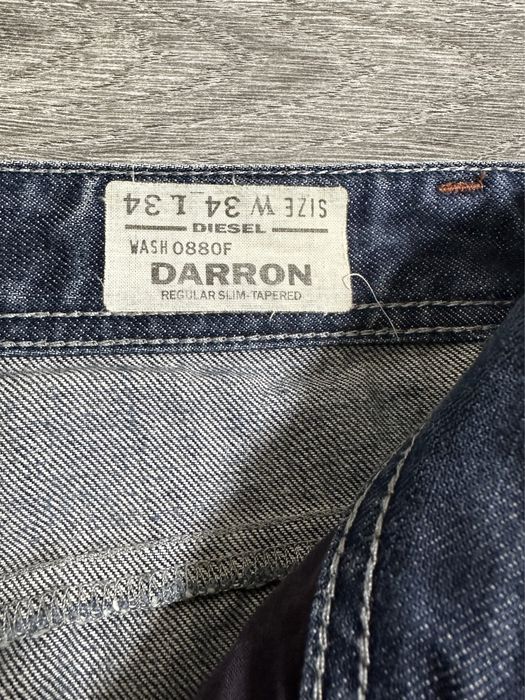 SIZE W 34 L 34
DIESEL
WASH 0880F
DARRON
REGULAR SLIM-TAPERED